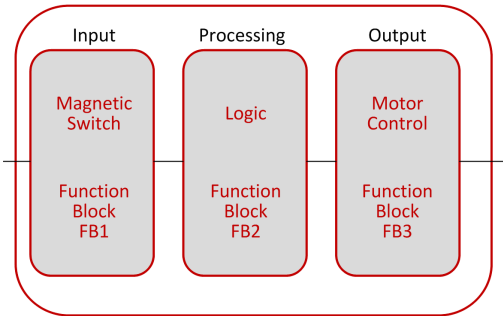 Input
Processing
Output
Magnetic
Switch
Logic
Motor
Control
Function
Block
FB1
Function
Block
FB2
Function
Block
FB3